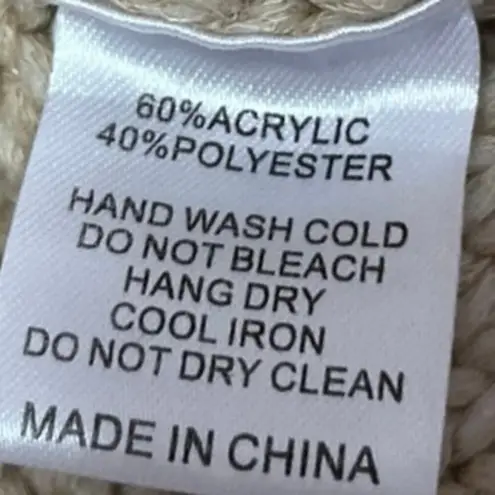 60%ACRYLIC
40%POLYESTER
HAND WASH COLD
DO NOT BLEACH
HANG DRY
COOL IRON
DO NOT DRY CLEAN
MADE IN CHINA